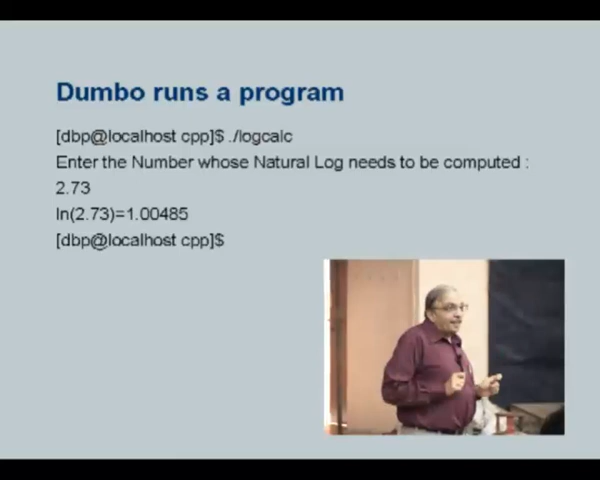 Dumbo runs a program
[dbp@localhost cpp]$ ./logcalc
Enter the Number whose Natural Log needs to be computed :
2.73
ln(2.73)=1.00485
[dbp@localhost cpp]$